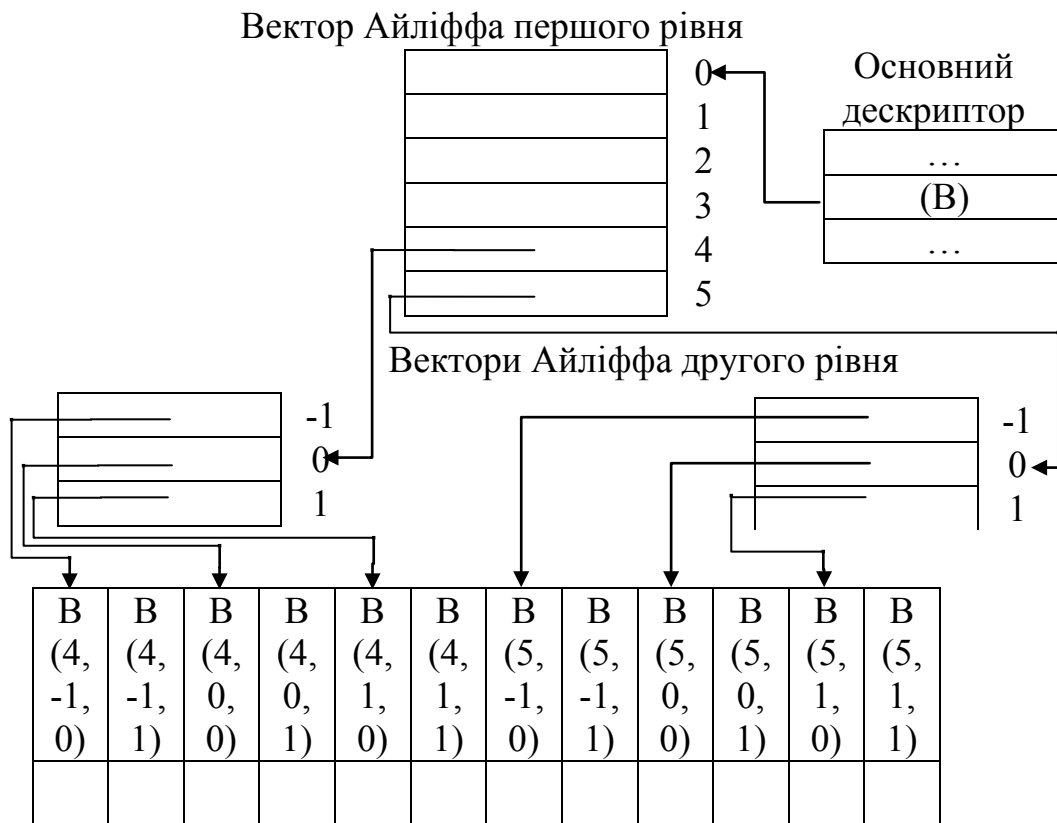 Вектор Айліффа першого рівня
0
1
2
3
4
5
Основний
дескриптор
…
(B)
…
Вектори Айліффа другого рівня
-1
0
1
-1
0
1
B
(4,
-1,
0)
B
(4,
-1,
1)
B
(4,
0,
0)
B
(4,
0,
1)
B
(4,
1,
0)
B
(4,
1,
1)
B
(5,
-1,
0)
B
(5,
-1,
1)
B
(5,
0,
0)
B
(5,
0,
1)
B
(5,
1,
0)
B
(5,
1,
1)